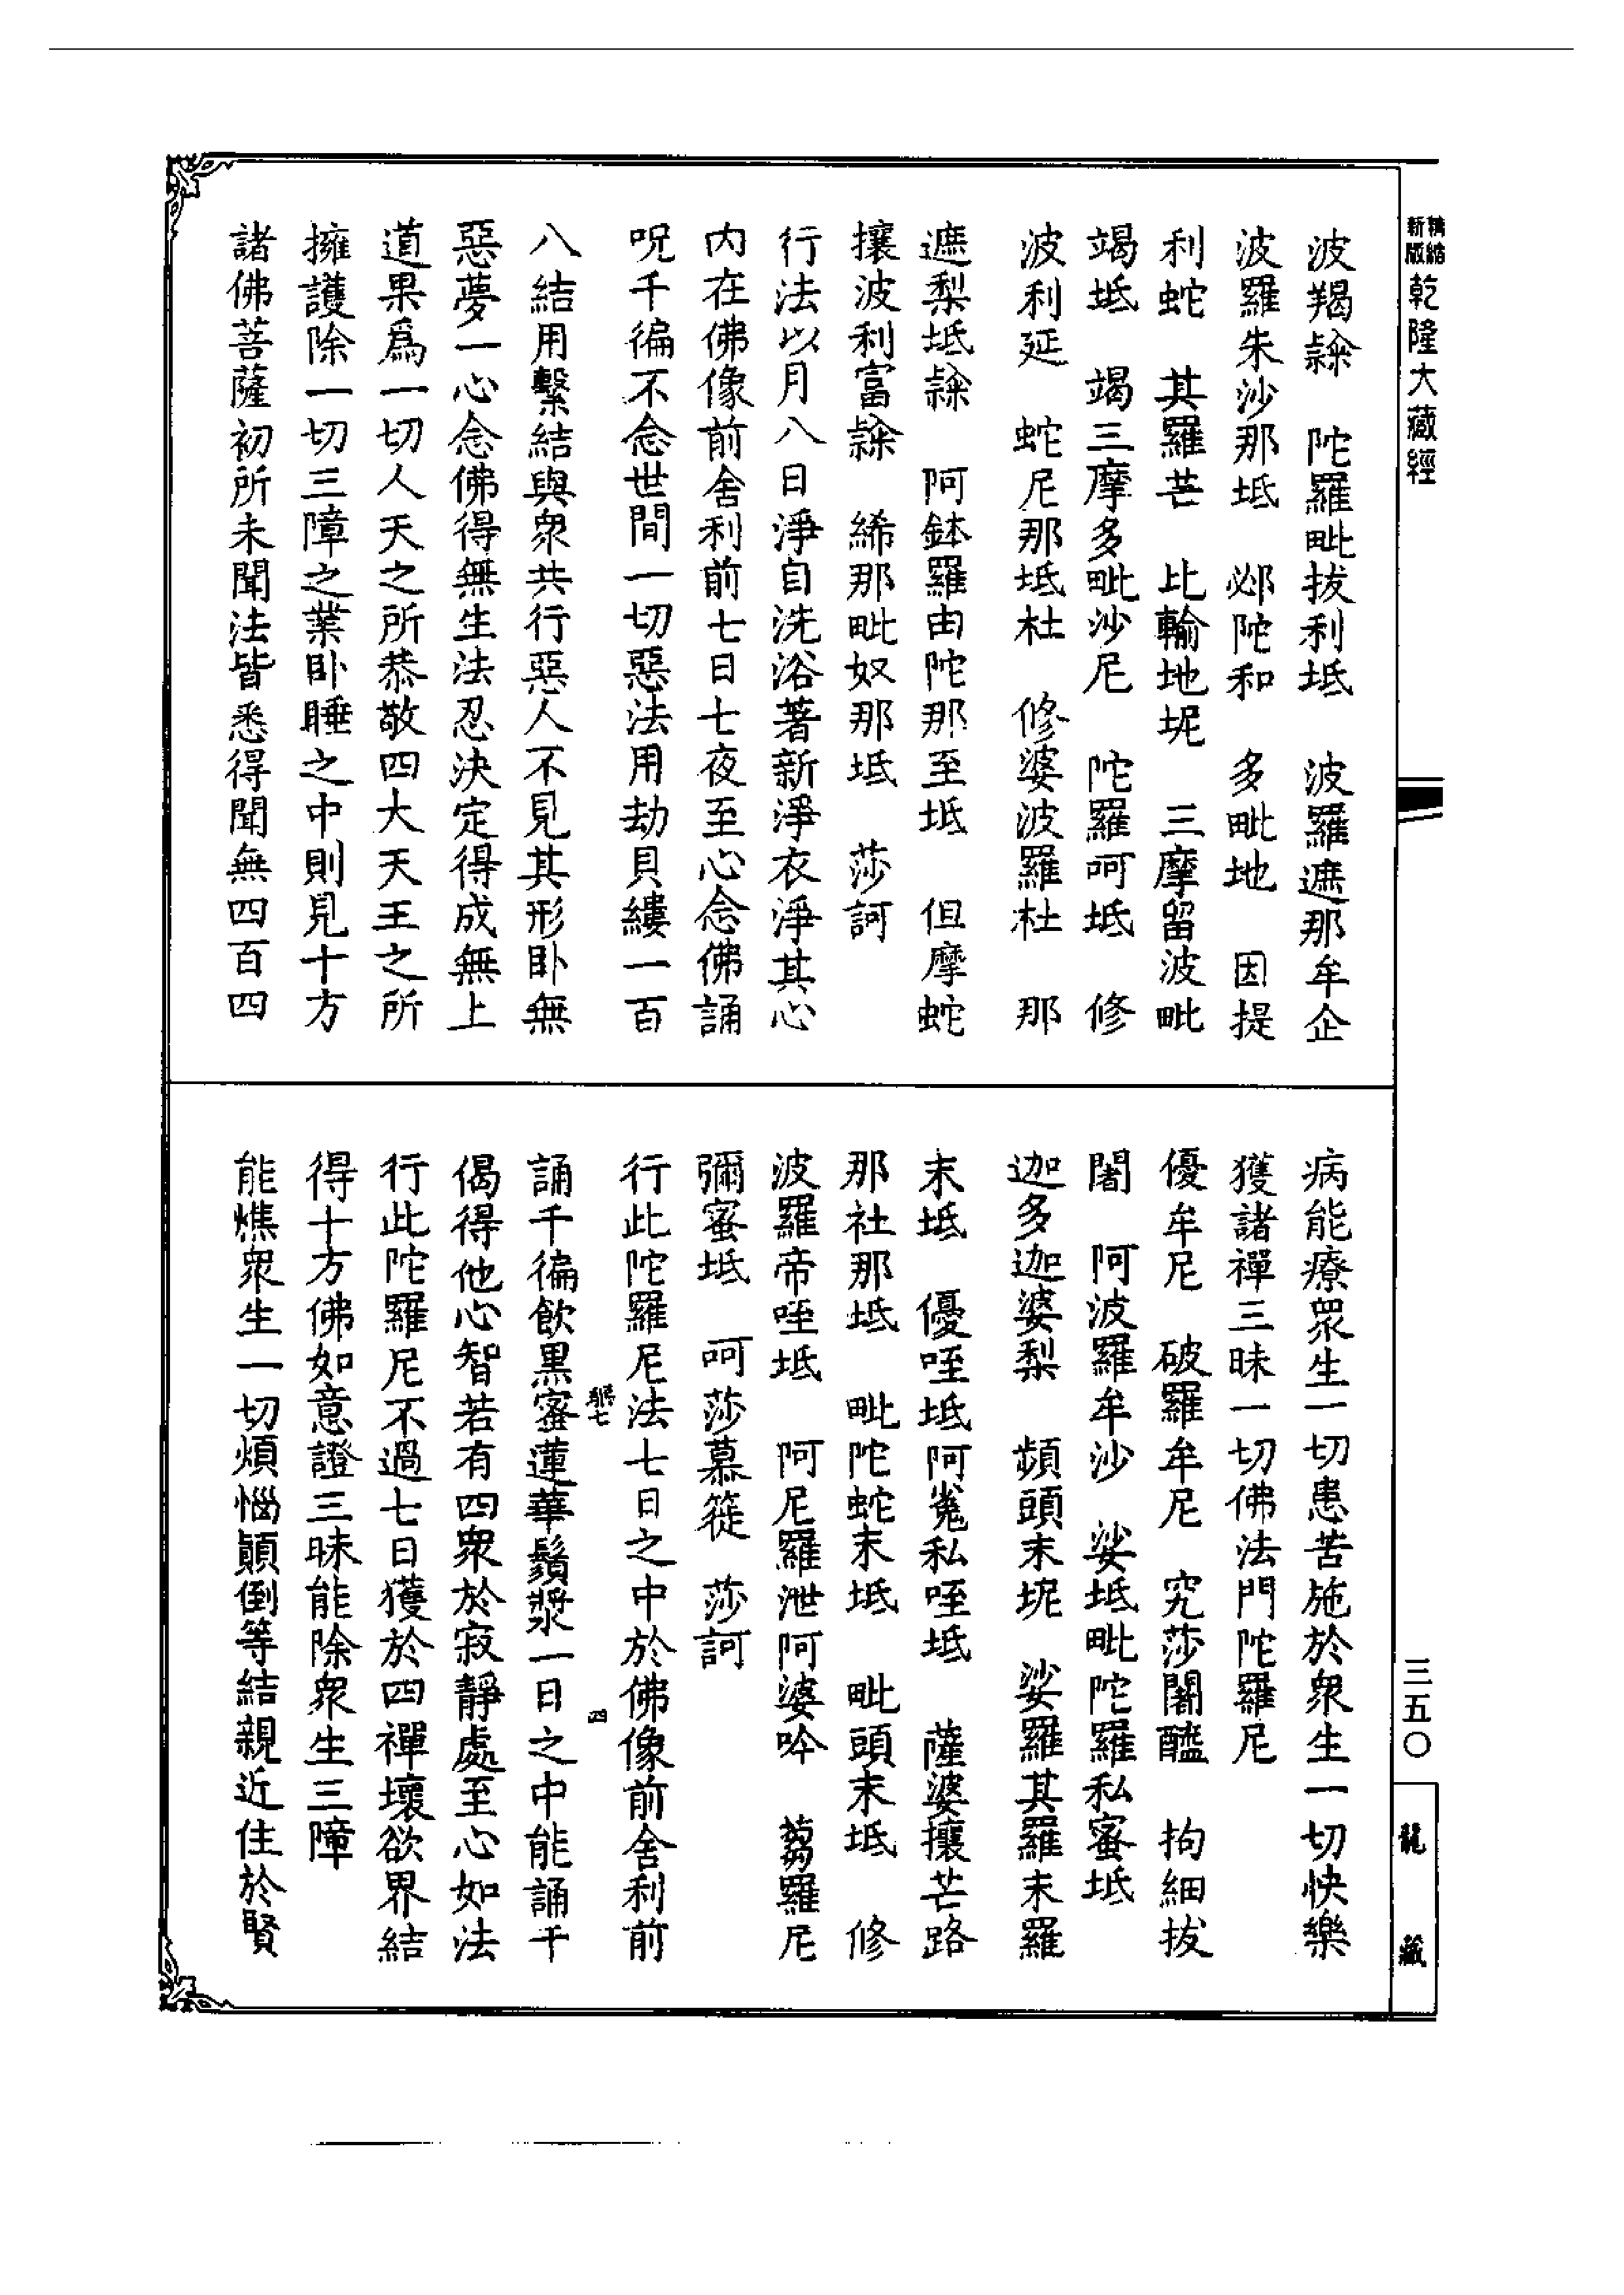 新版
精縮
乾隆大藏經
波羯㘕　陀羅毗拔利坻　波羅遮那牟企
波羅朱沙那坻　𨚗陀和　多毗地　因提
利蛇　其羅芒　比輸地坭　三摩留波毗
竭坻　竭三摩多毗沙尼　陀羅呵坻　修
波利延　蛇尼那坻杜　修婆波羅杜　那
遮梨坻　阿鉢羅由陀那至坻　但摩蛇
攘波利富　絺那毗奴那坻　莎訶
行法以月八日淨自洗浴著新淨衣淨其心
内在佛像前舍利前七日七夜至心念佛誦
呪千徧不念世間一切惡法用劫貝縷一百
八結用繫結與衆共行惡人不見其形卧無
惡夢一心念佛得無生法忍決定得成無上
道果爲一切人天之所恭敬四大天王之所
擁護除一切三障之業卧睡之中則見十方
諸佛菩薩初所未聞法皆悉得聞無四百四
病能療衆生一切患苦施於衆生一切快樂
獲諸禪三昧一切佛法門陀羅尼
優牟尼　破羅牟尼　究莎闍醯　拘細拔
闍　阿波羅牟沙　娑坻毗陀羅私蜜坻
迦多迦婆梨　頞頭末坭　娑羅其羅末羅
末坻　優咥坻阿㝹私咥坻　薩婆攘芒路
那社那坻　毗陀蛇末坻　毗頭末坻　修
波羅帝咥坻　阿尼羅泄阿婆吟　蒭羅尼
彌蜜坻　呵莎慕簁　莎訶
行此陀羅尼法七日之中於佛像前舍利前
四
誦千徧飲黑蜜蓮華鬚漿一日之中能誦千
偈得他心智若有四衆於寂靜處至心如法
行此陀羅尼不過七日獲於四禪壞欲界結
得十方佛如意證三昧能除衆生三障
能燋衆生一切煩惱顛倒等結親近住於賢
三五〇
龍藏